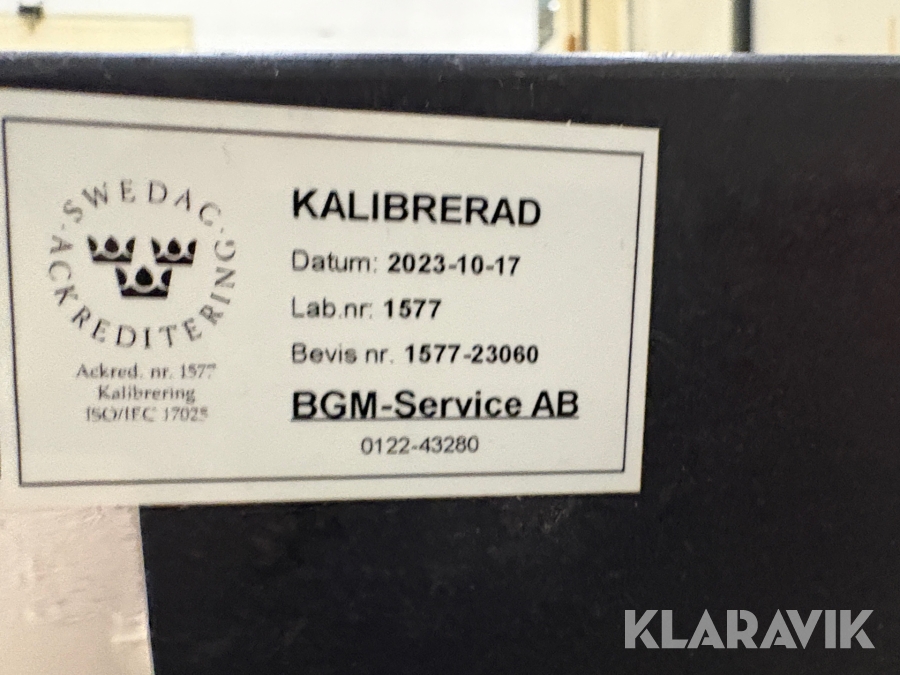 SWEDAC · ACKREDITERING ·
Ackred. nr. 1577
Kalibrering
ISO/IEC 17025
KALIBRERAD
Datum: 2023-10-17
Lab.nr: 1577
Bevis nr. 1577-23060
BGM-Service AB
0122-43280
KLARAVIK